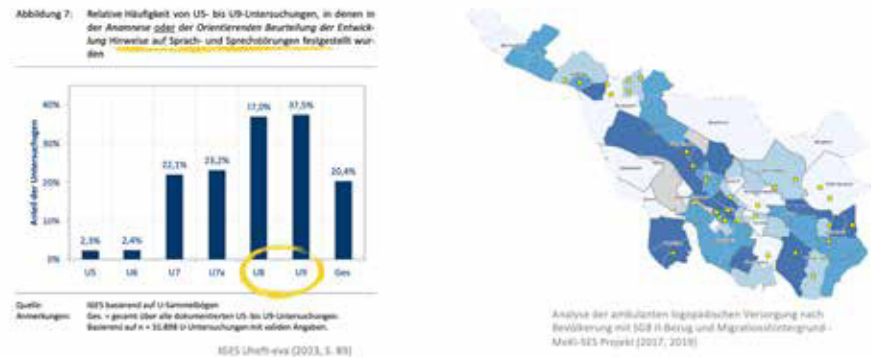 Abbildung 7: Relative Häufigkeit von U5- bis U9-Untersuchungen, in denen in
der Anamnese oder der Orientierenden Beurteilung der Entwick-
lung Hinweise auf Sprach- und Sprechstörungen festgestellt wur-
den
Anteil der Untersuchungen
40%
30%
20%
10%
0%
2,3%
2,4%
22,1%
23,2%
37,0%
37,5%
20,4%
U5 U6 U7 U7a U8 U9 Ges
Quelle: IGES basierend auf U-Sammelbögen
Anmerkungen: Ges. = gesamt über alle dokumentierten U5- bis U9-Untersuchungen.
Basierend auf n = 10.898 U-Untersuchungen mit validen Angaben.
IGES Uheft-eva (2023, S. 85)
Analyse der ambulanten logopädischen Versorgung nach
Bevölkerung mit SGB II-Bezug und Migrationshintergrund -
MeKi-SES Projekt (2017, 2019)